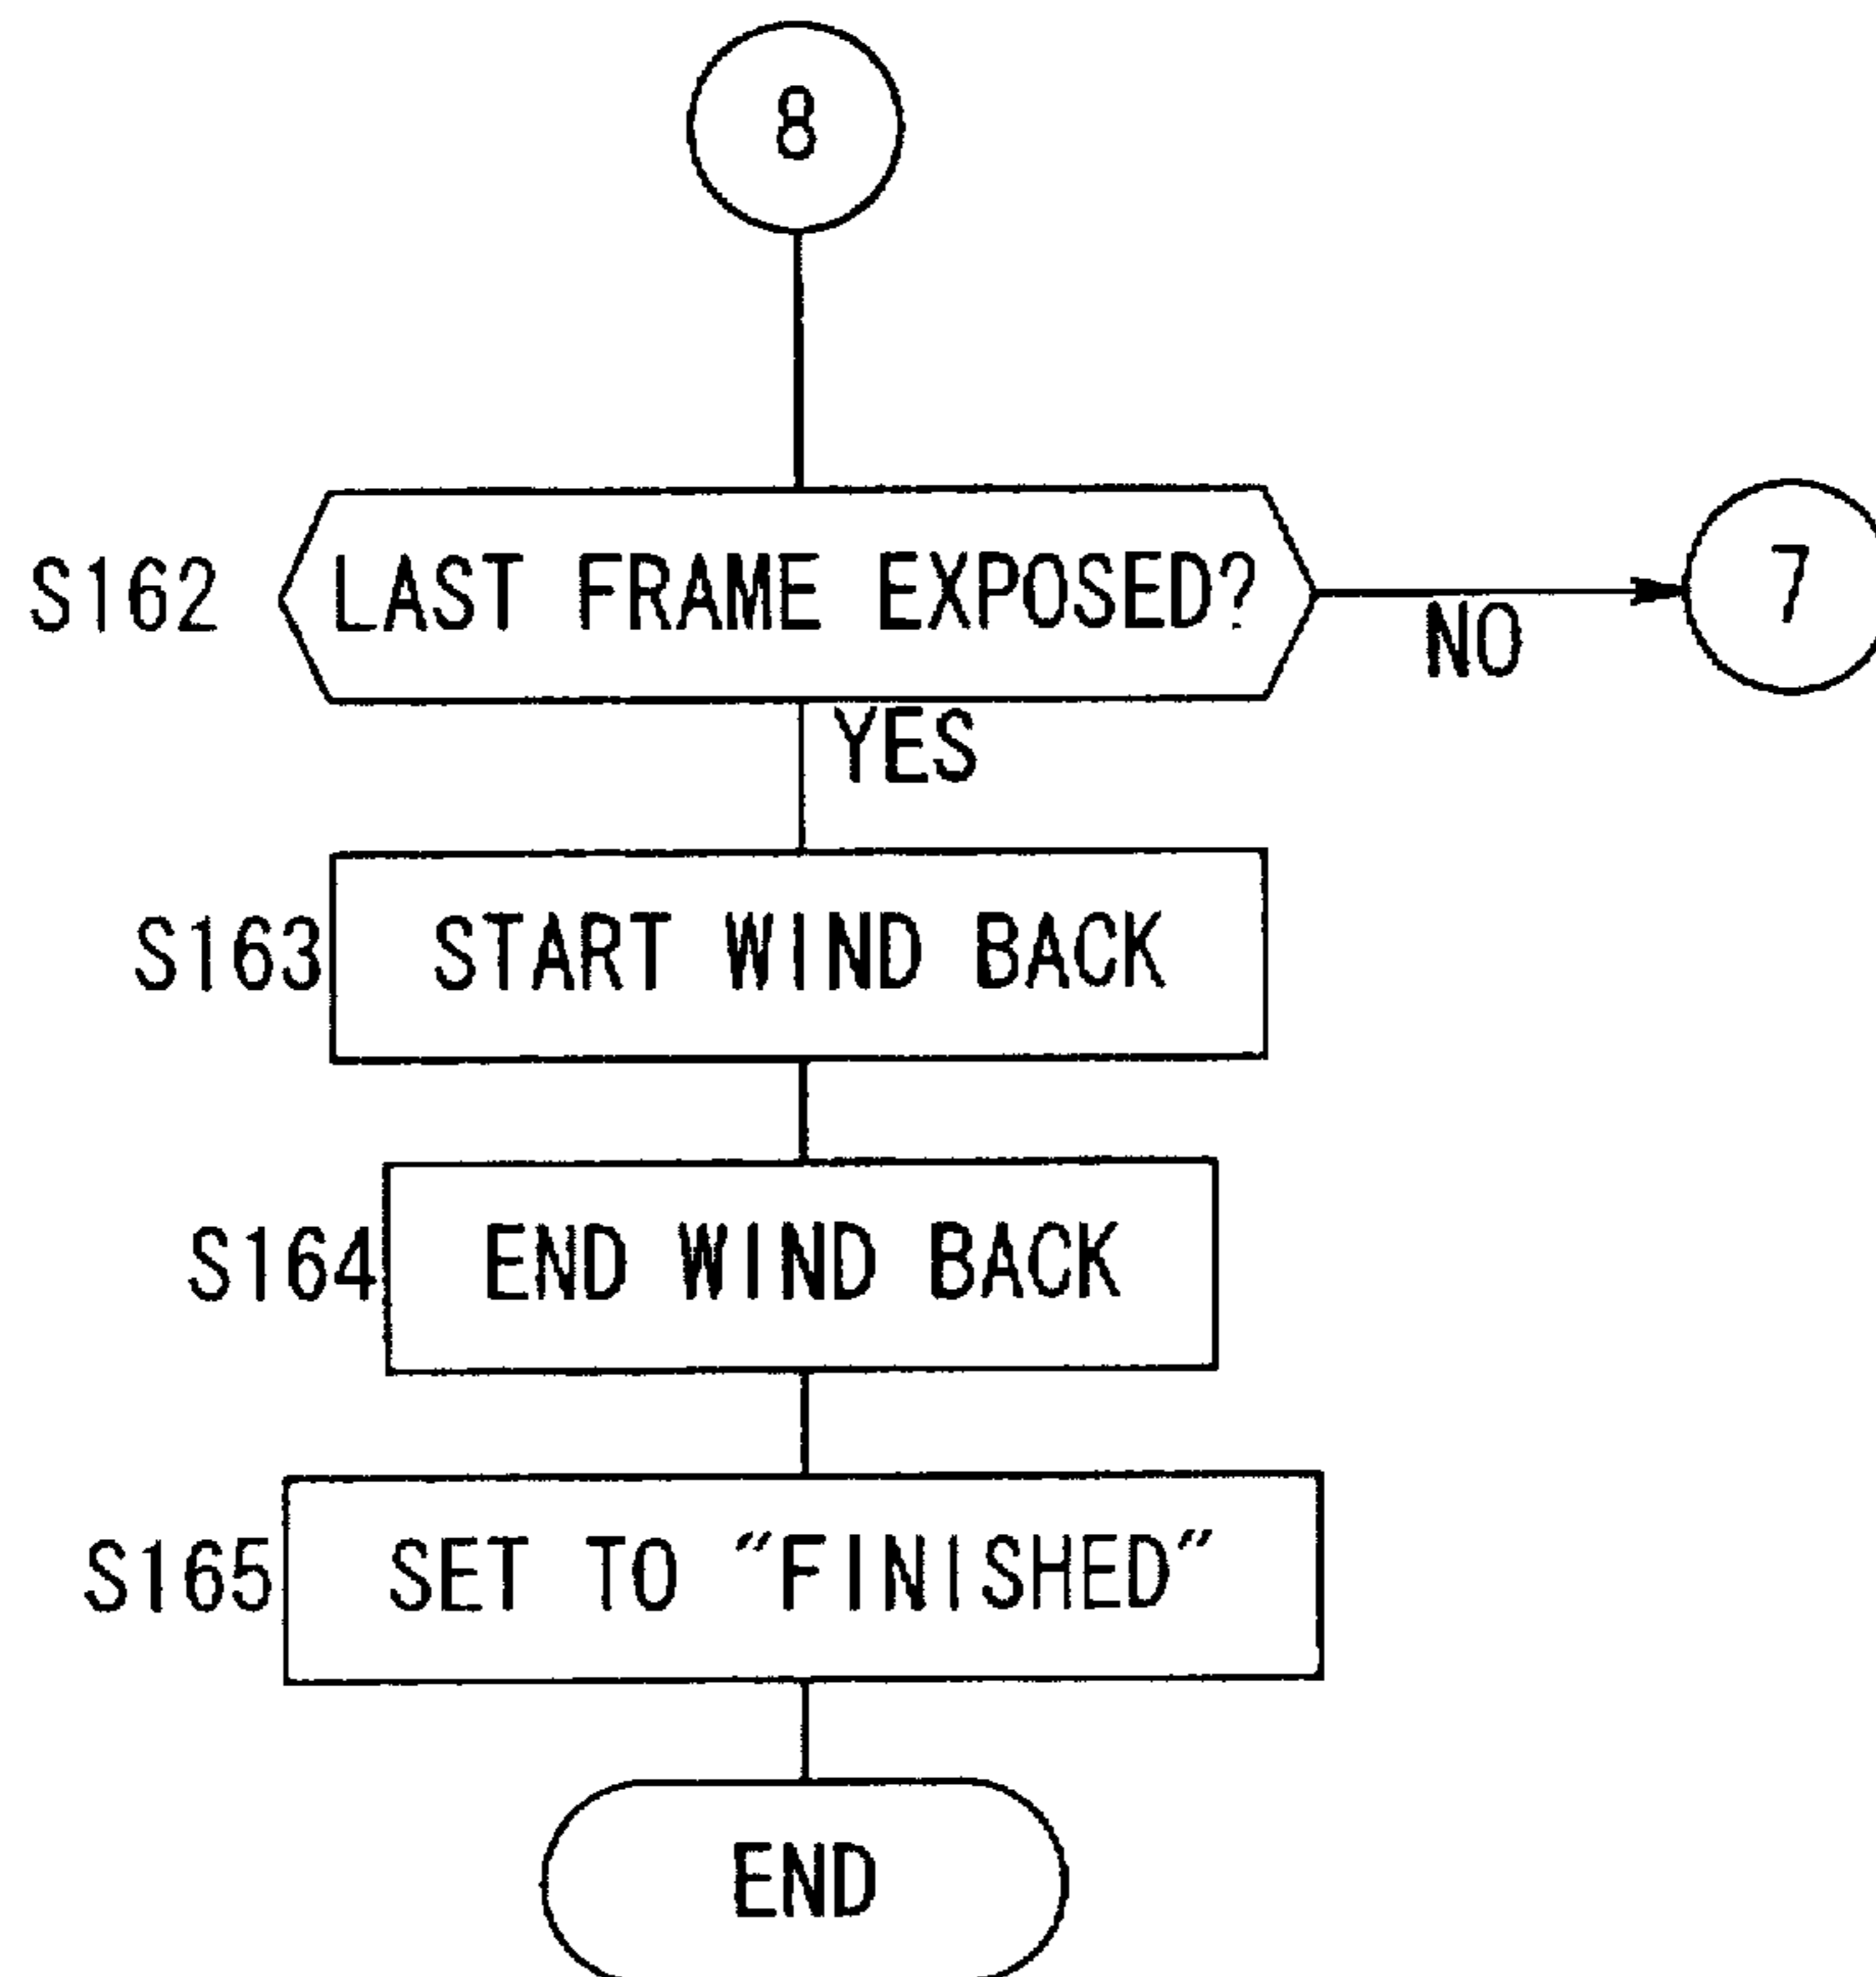 8
S162 LAST FRAME EXPOSED?
NO
7
YES
S163 START WIND BACK
S164 END WIND BACK
S165 SET TO "FINISHED"
END